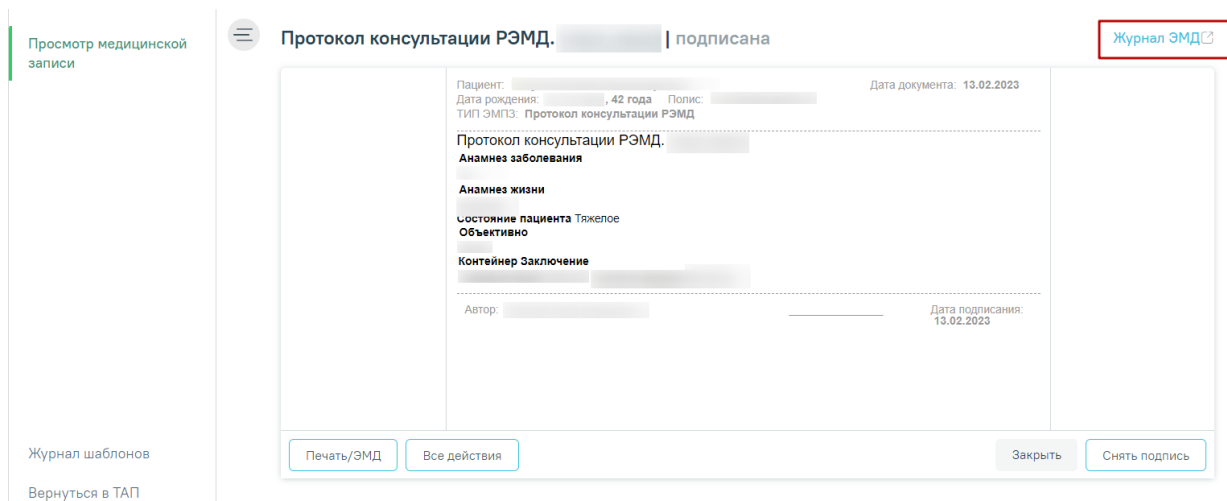 Просмотр медицинской
записи
Протокол консультации РЭМД. | подписана
Журнал ЭМД
Пациент:
Дата документа: 13.02.2023
Дата рождения: , 42 года Полис:
ТИП ЭМПЗ: Протокол консультации РЭМД
Протокол консультации РЭМД.
Анамнез заболевания
Анамнез жизни
Состояние пациента Тяжелое
Объективно
Контейнер Заключение
Автор:
Дата подписания:
13.02.2023
Печать/ЭМД
Все действия
Закрыть
Снять подпись
Журнал шаблонов
Вернуться в ТАП